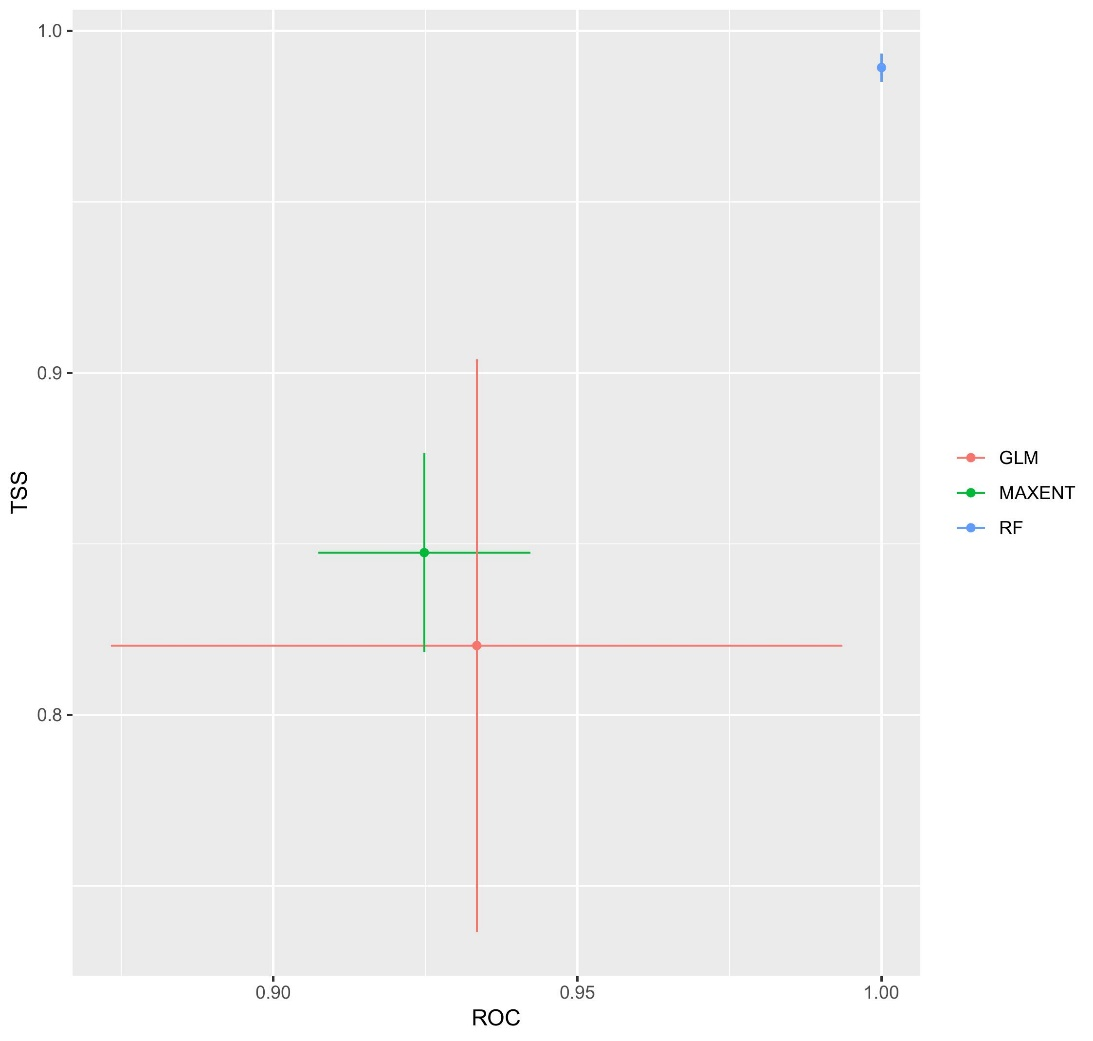 1.0
0.9
0.8
TSS
0.90 0.95 1.00
ROC
GLM
MAXENT
RF